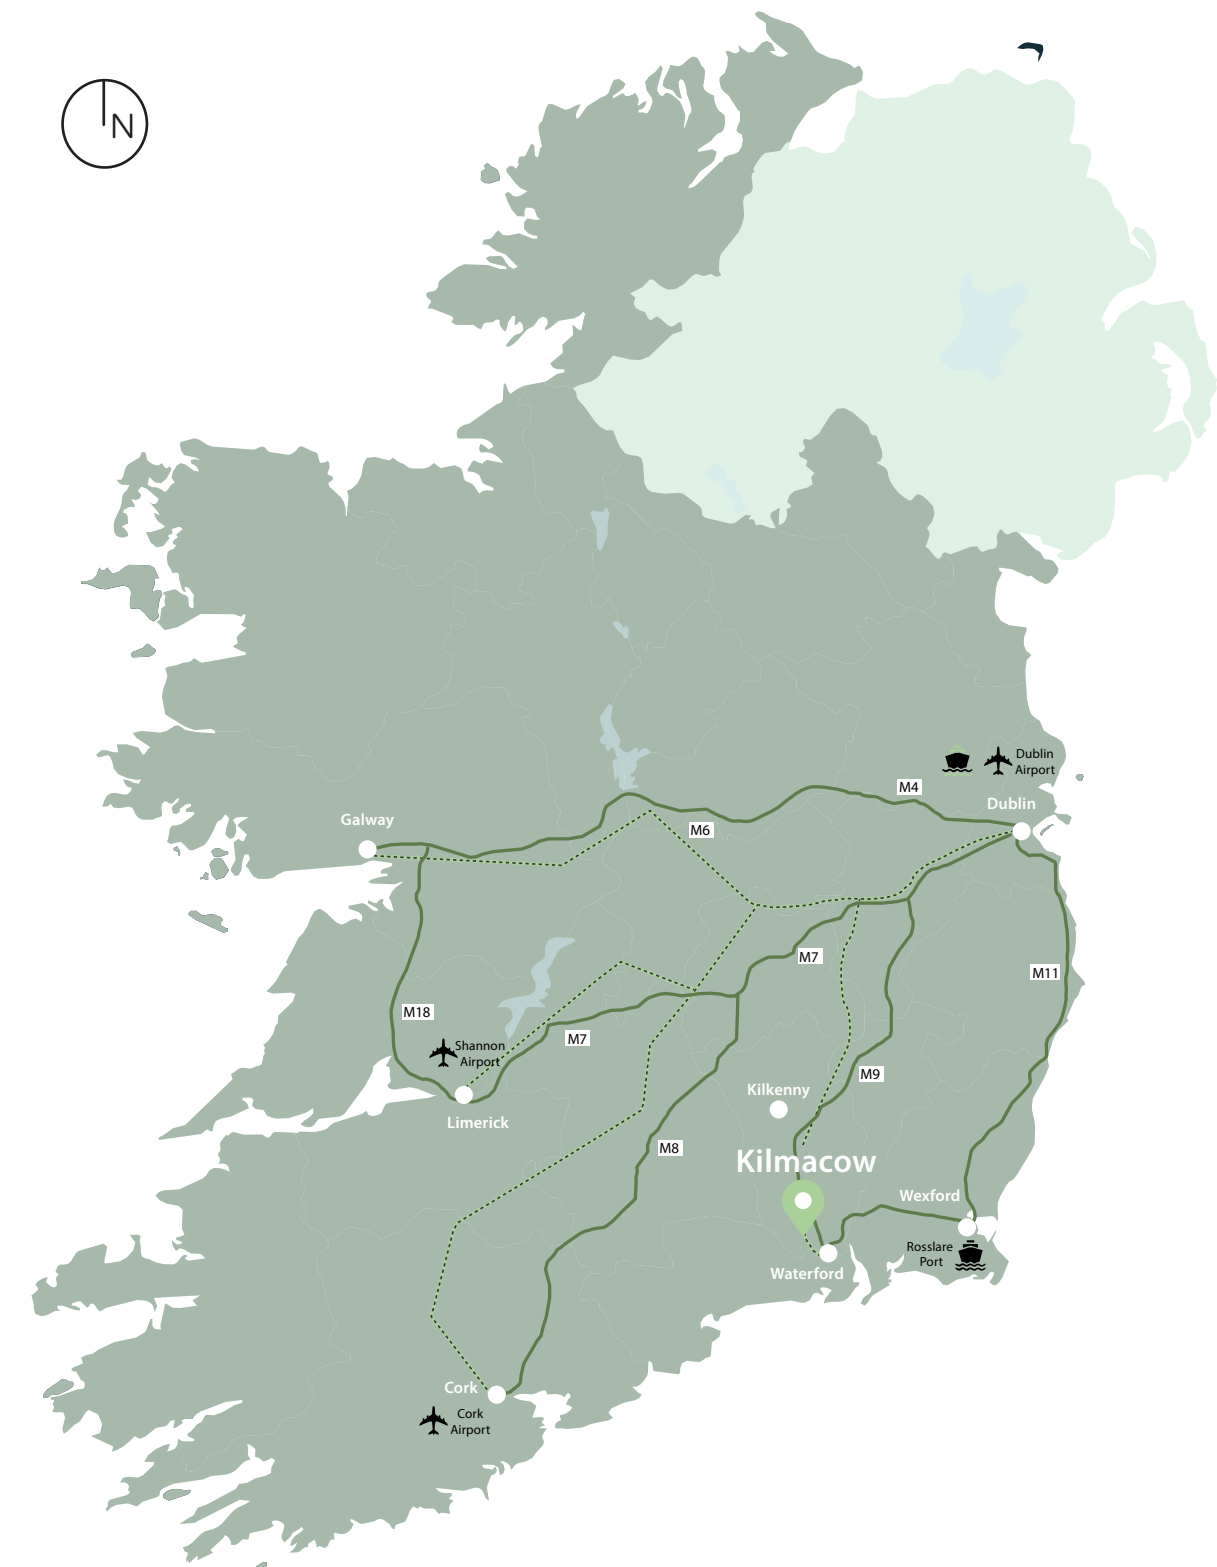 N
Dublin
Airport
M4
Dublin
Galway
M6
M7
M11
M18
M7
Shannon
Airport
M9
Kilkenny
Limerick
M8
Kilmacow
Wexford
Rosslare
Port
Waterford
Cork
Cork
Airport